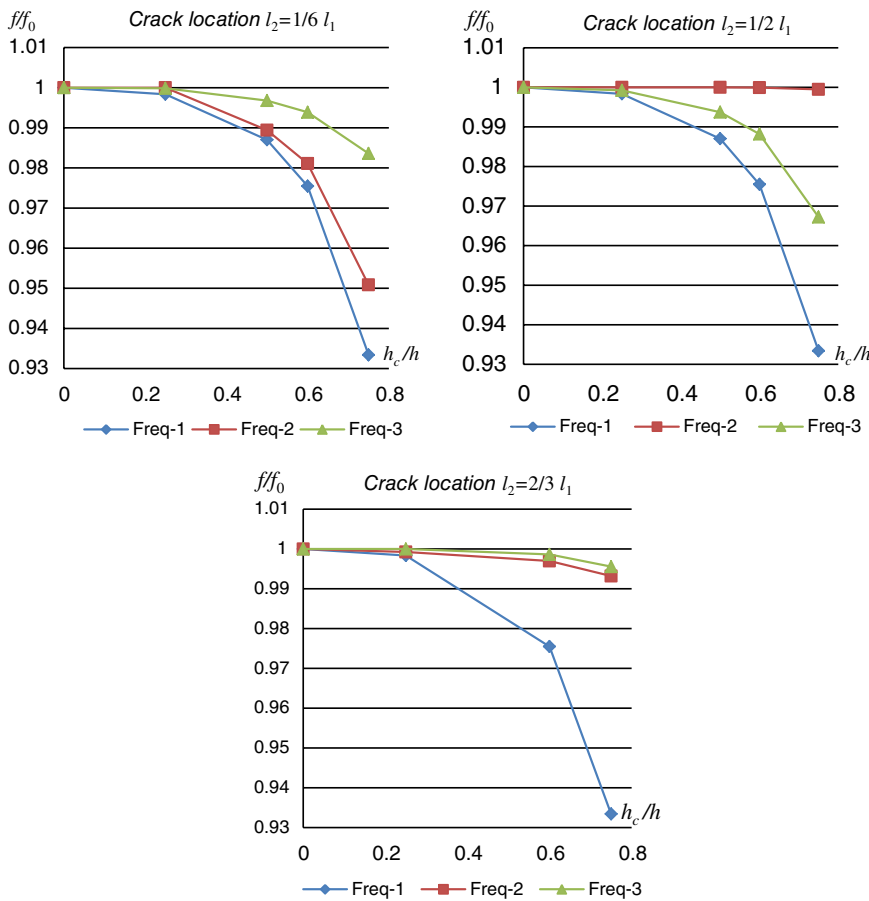 f/f₀ Crack location l₂=1/6 l₁
1.01
1
0.99
0.98
0.97
0.96
0.95
0.94
0.93
h_c/h
0 0.2 0.4 0.6 0.8
Freq-1 Freq-2 Freq-3
f/f₀ Crack location l₂=1/2 l₁
1.01
1
0.99
0.98
0.97
0.96
0.95
0.94
0.93
h_c/h
0 0.2 0.4 0.6 0.8
Freq-1 Freq-2 Freq-3
f/f₀ Crack location l₂=2/3 l₁
1.01
1
0.99
0.98
0.97
0.96
0.95
0.94
0.93
h_c/h
0 0.2 0.4 0.6 0.8
Freq-1 Freq-2 Freq-3